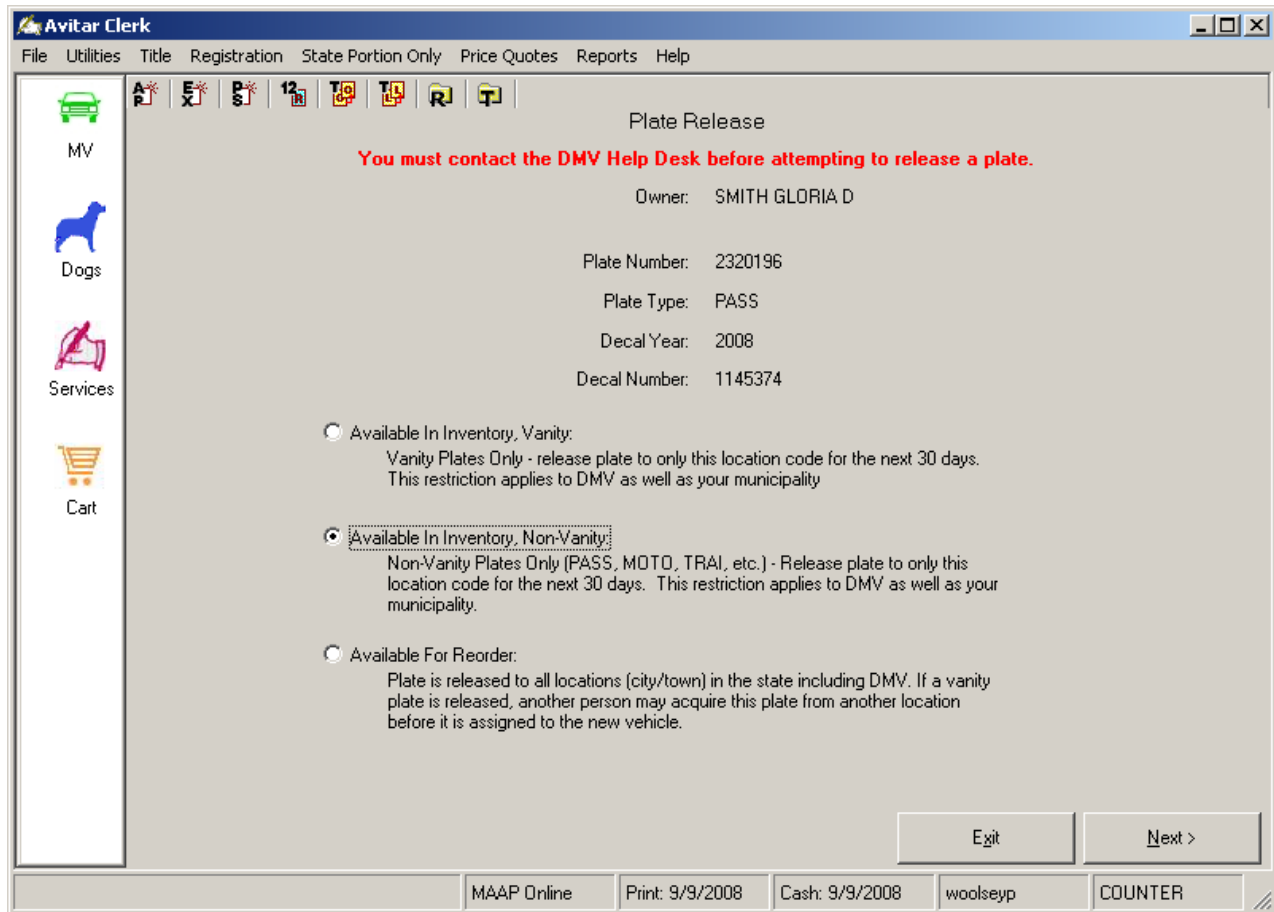 Avitar Clerk
File Utilities Title Registration State Portion Only Price Quotes Reports Help
MV
Dogs
Services
Cart
Plate Release
You must contact the DMV Help Desk before attempting to release a plate.
Owner: SMITH GLORIA D
Plate Number: 2320196
Plate Type: PASS
Decal Year: 2008
Decal Number: 1145374
Available In Inventory, Vanity:
Vanity Plates Only - release plate to only this location code for the next 30 days.
This restriction applies to DMV as well as your municipality
Available In Inventory, Non-Vanity:
Non-Vanity Plates Only (PASS, MOTO, TRAI, etc.) - Release plate to only this
location code for the next 30 days. This restriction applies to DMV as well as your
municipality.
Available For Reorder:
Plate is released to all locations (city/town) in the state including DMV. If a vanity
plate is released, another person may acquire this plate from another location
before it is assigned to the new vehicle.
Exit Next >
MAAP Online Print: 9/9/2008 Cash: 9/9/2008 woolseyp COUNTER